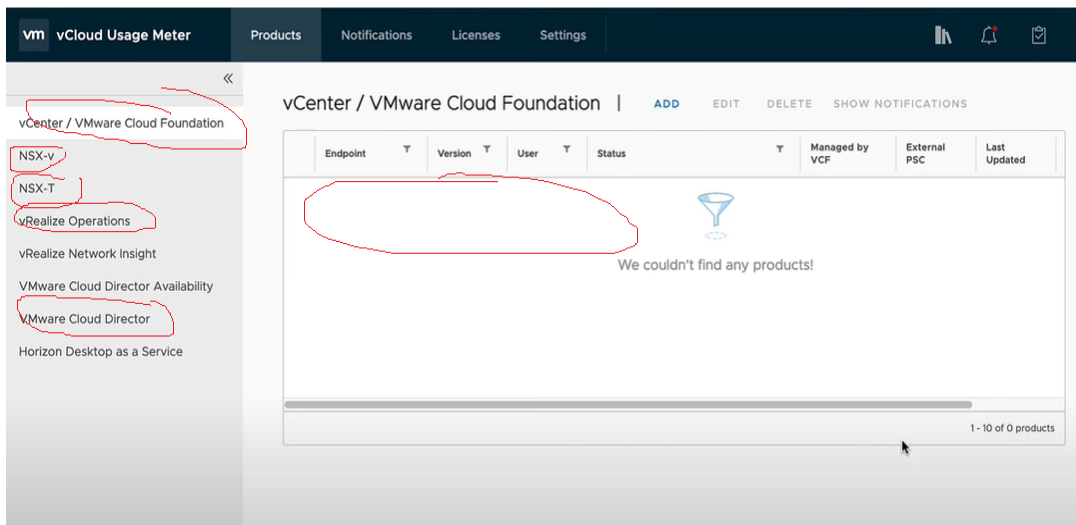 vm vCloud Usage Meter Products Notifications Licenses Settings
vCenter / VMware Cloud Foundation
NSX-v
NSX-T
vRealize Operations
vRealize Network Insight
VMware Cloud Director Availability
VMware Cloud Director
Horizon Desktop as a Service
vCenter / VMware Cloud Foundation | ADD EDIT DELETE SHOW NOTIFICATIONS
Endpoint Version User Status Managed by VCF External PSC Last Updated
We couldn't find any products!
1 - 10 of 0 products